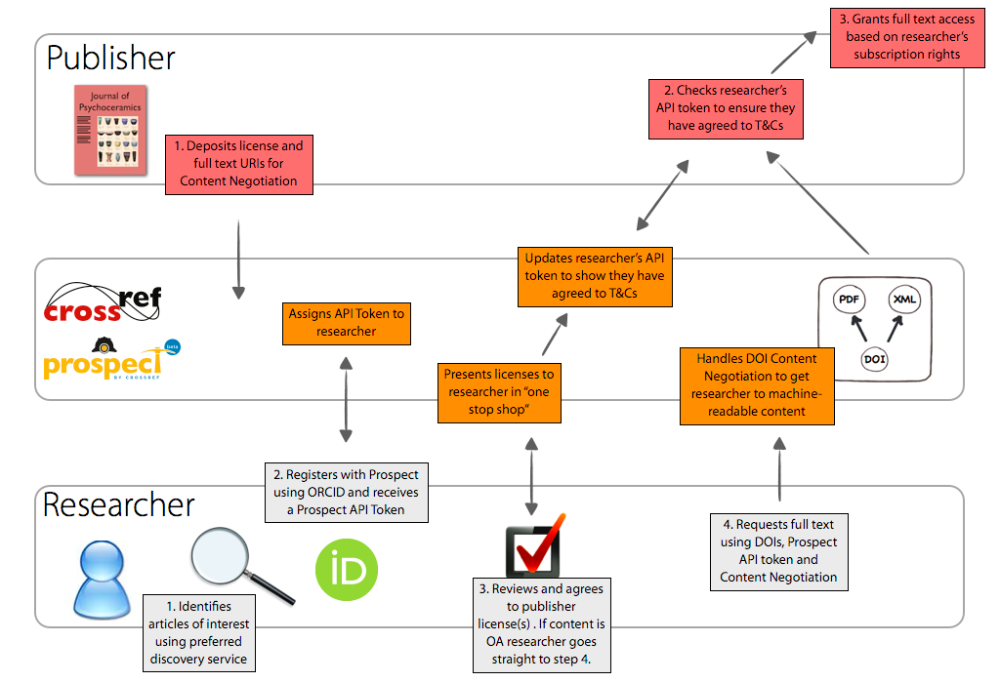 Publisher
Journal of
Psychoceramics
1. Deposits license and
full text URIs for
Content Negotiation
2. Checks researcher's
API token to ensure they
have agreed to T&Cs
3. Grants full text access
based on researcher's
subscription rights
crossref
prospect
beta
BY CROSSREF
Assigns API Token to
researcher
Presents licenses to
researcher in “one
stop shop”
Updates researcher's API
token to show they have
agreed to T&Cs
Handles DOI Content
Negotiation to get
researcher to machine-
readable content
PDF
XML
DOI
Researcher
1. Identifies
articles of interest
using preferred
discovery service
2. Registers with Prospect
using ORCID and receives
a Prospect API Token
iD
3. Reviews and agrees
to publisher
license(s) . If content is
OA researcher goes
straight to step 4.
4. Requests full text
using DOIs, Prospect
API token and
Content Negotiation